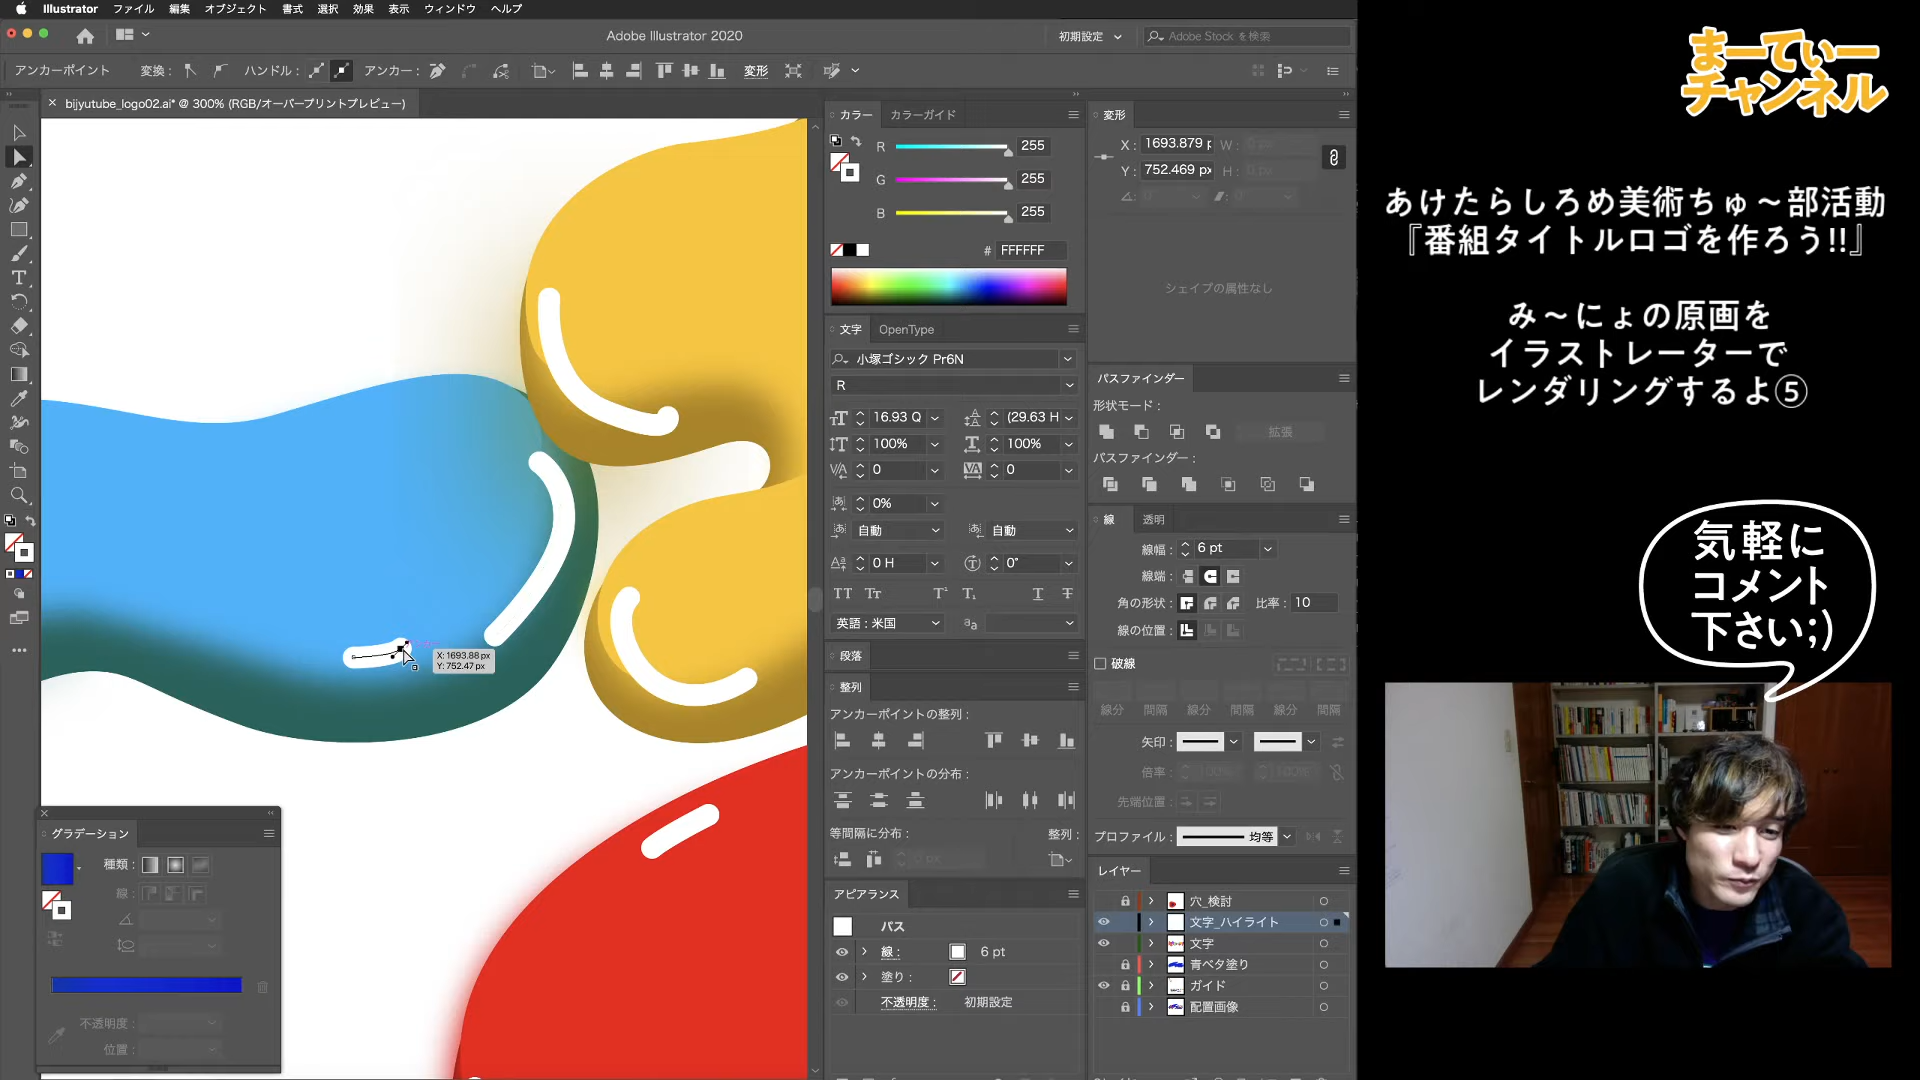 Illustrator ファイル 編集 オブジェクト 書式 選択 効果 表示 ウィンドウ ヘルプ
Adobe Illustrator 2020
初期設定
Adobe Stock を検索
アンカーポイント 変換： ハンドル： アンカー： 変形
bijyutube_logo02.ai* @ 300% (RGB/オーバープリントプレビュー)
カラー カラーガイド
R 255
G 255
B 255
# FFFFFF
文字 OpenType
小塚ゴシック Pr6N
R
16.93 Q (29.63 H
100% 100%
0 0
0%
自動 自動
0 H 0°
英語：米国
段落
整列
アンカーポイントの整列：
アンカーポイントの分布：
等間隔に分布： 整列：
0 px
アピアランス
パス
線： 6 pt
塗り：
不透明度： 初期設定
変形
X： 1693.879 p W：
Y： 752.469 px H：
シェイプの属性なし
パスファインダー
形状モード：
拡張
パスファインダー：
線 透明
線幅： 6 pt
線端：
角の形状： 比率： 10
線の位置：
破線
線分 間隔 線分 間隔 線分 間隔
矢印：
倍率： 100% 100%
先端位置：
プロファイル： 均等
レイヤー
穴_検討
文字_ハイライト
文字
青ベタ塗り
ガイド
配置画像
X: 1693.88 px
Y: 752.47 px
グラデーション
種類：
線：
不透明度：
位置：
まーてぃー
チャンネル
あけたらしろめ美術ちゅ～部活動
『番組タイトルロゴを作ろう!!』
み～にょの原画を
イラストレーターで
レンダリングするよ⑤
気軽に
コメント
下さい;)